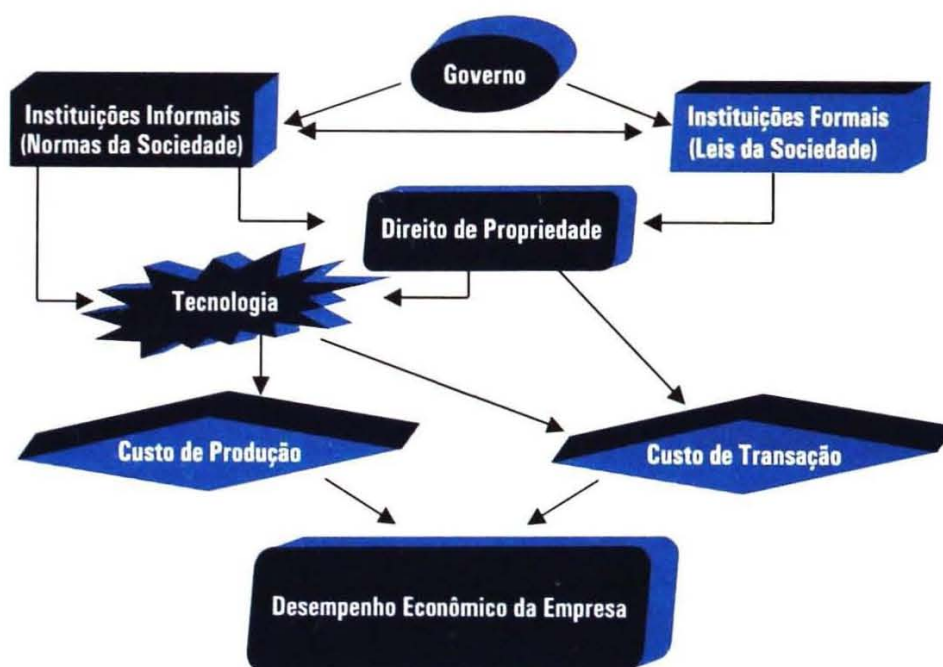 Governo
Instituições Informais
(Normas da Sociedade)
Instituições Formais
(Leis da Sociedade)
Direito de Propriedade
Tecnologia
Custo de Produção
Custo de Transação
Desempenho Econômico da Empresa